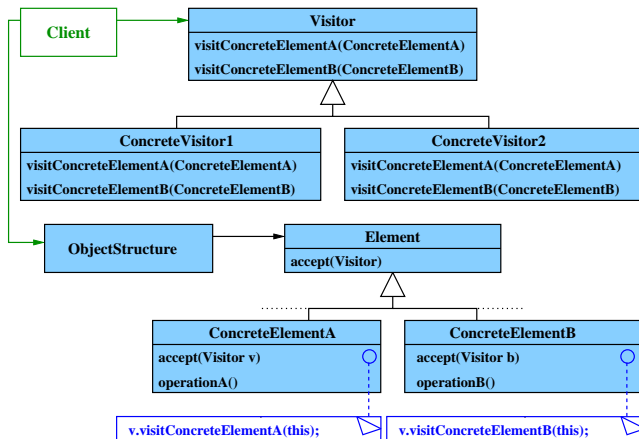 Client
Visitor
visitConcreteElementA(ConcreteElementA)
visitConcreteElementB(ConcreteElementB)
ConcreteVisitor1
visitConcreteElementA(ConcreteElementA)
visitConcreteElementB(ConcreteElementB)
ConcreteVisitor2
visitConcreteElementA(ConcreteElementA)
visitConcreteElementB(ConcreteElementB)
ObjectStructure
Element
accept(Visitor)
ConcreteElementA
accept(Visitor v)
operationA()
ConcreteElementB
accept(Visitor b)
operationB()
v.visitConcreteElementA(this);
v.visitConcreteElementB(this);